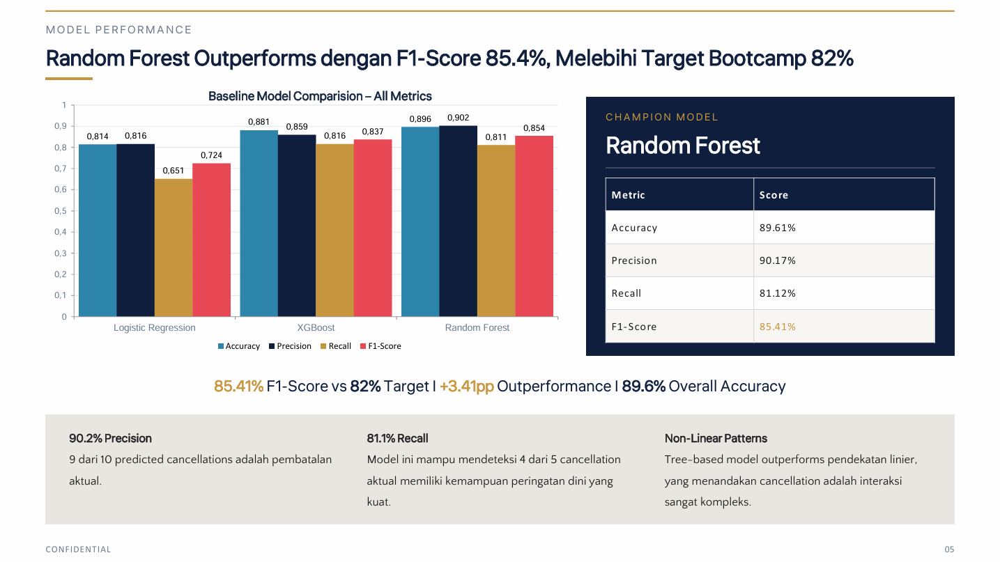 MODEL PERFORMANCE
Random Forest Outperforms dengan F1-Score 85.4%, Melebihi Target Bootcamp 82%
Baseline Model Comparision – All Metrics
1
0,9
0,8
0,7
0,6
0,5
0,4
0,3
0,2
0,1
0
0,814 0,816 0,651 0,724
0,881 0,859 0,816 0,837
0,896 0,902 0,811 0,854
Logistic Regression XGBoost Random Forest
Accuracy Precision Recall F1-Score
CHAMPION MODEL
Random Forest
Metric Score
Accuracy 89.61%
Precision 90.17%
Recall 81.12%
F1-Score 85.41%
85.41% F1-Score vs 82% Target I +3.41pp Outperformance I 89.6% Overall Accuracy
90.2% Precision
9 dari 10 predicted cancellations adalah pembatalan
aktual.
81.1% Recall
Model ini mampu mendeteksi 4 dari 5 cancellation
aktual memiliki kemampuan peringatan dini yang
kuat.
Non-Linear Patterns
Tree-based model outperforms pendekatan linier,
yang menandakan cancellation adalah interaksi
sangat kompleks.
CONFIDENTIAL
05